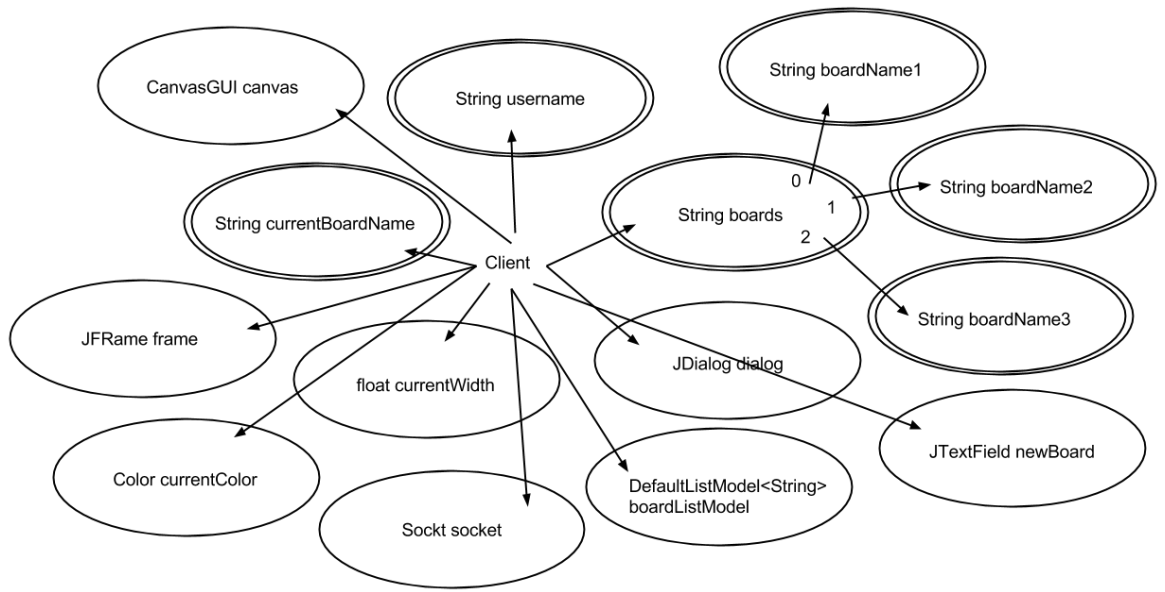 String boardName1
CanvasGUI canvas
String username
0
String boardName2
1
String boards
String currentBoardName
2
Client
String boardName3
JFRame frame
JDialog dialog
float currentWidth
JTextField newBoard
Color currentColor
DefaultListModel<String>
boardListModel
Sockt socket